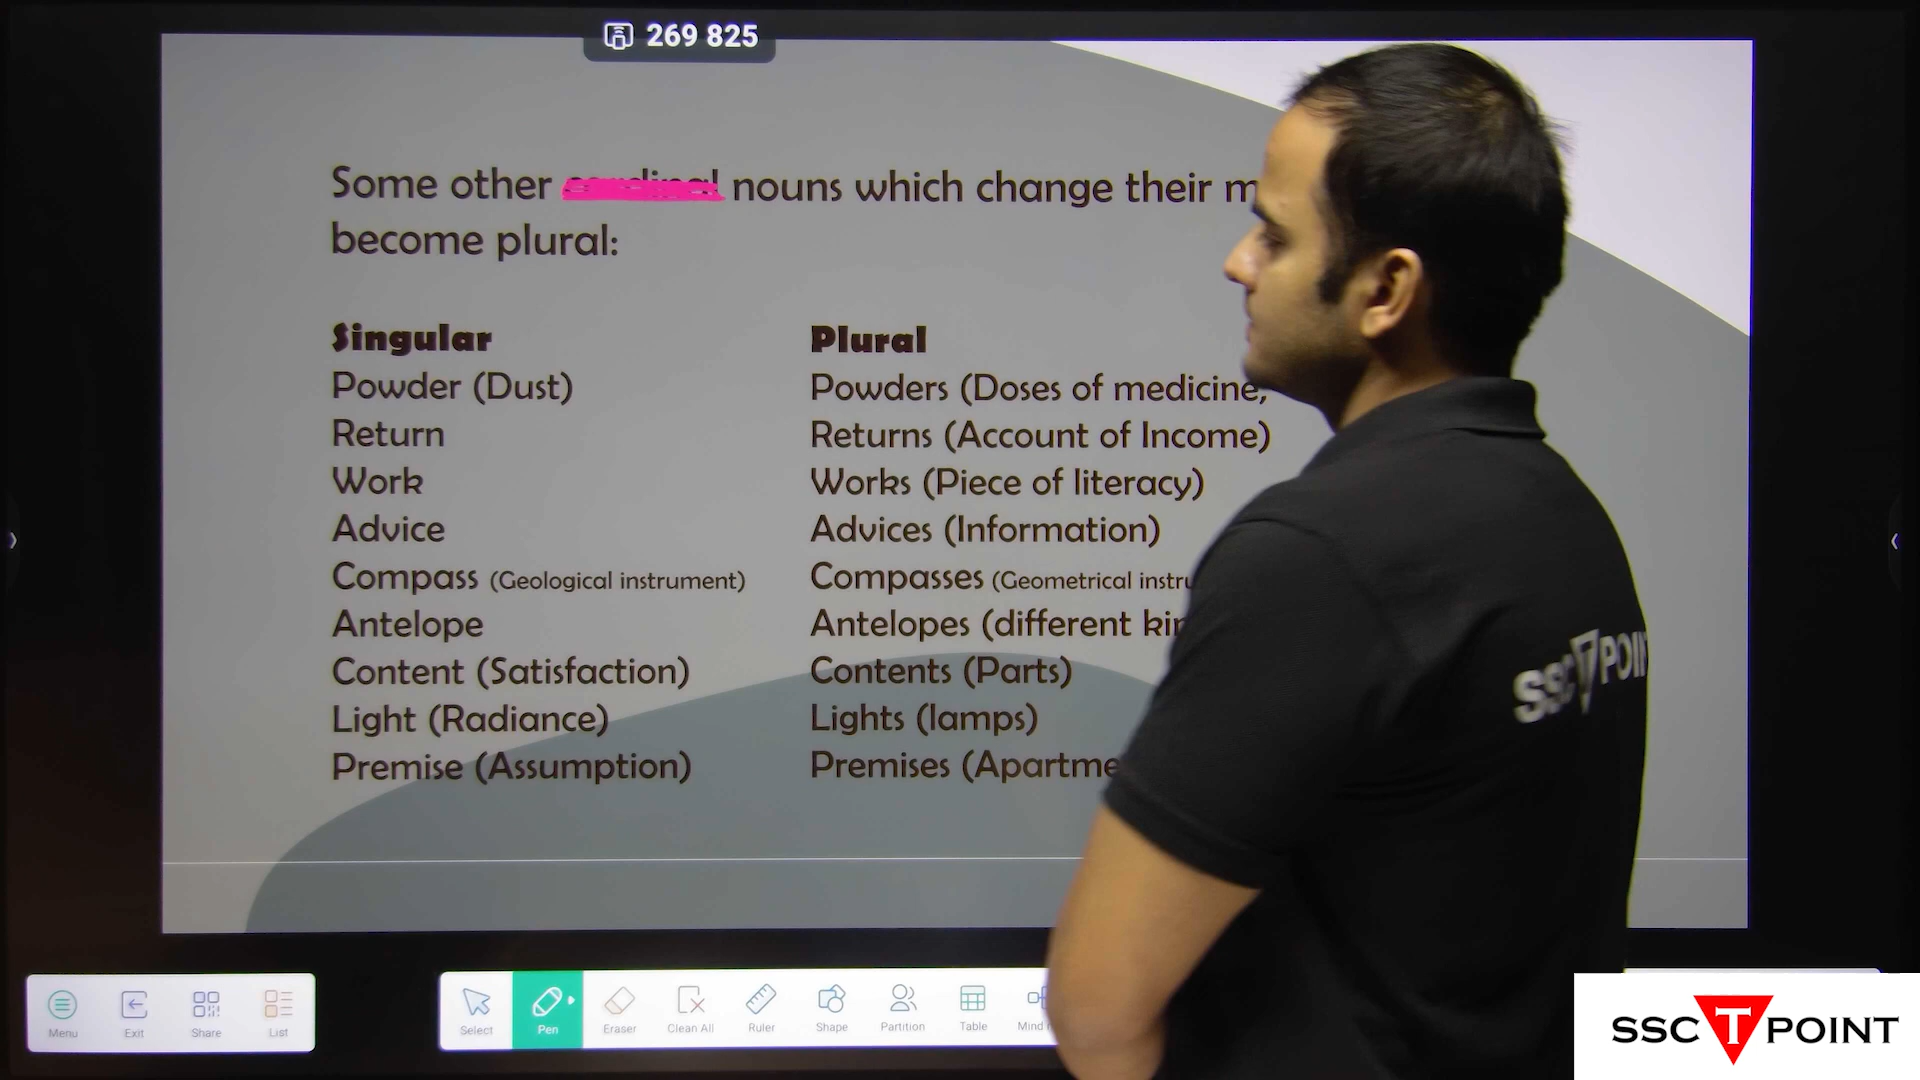 269 825
Some other nouns which change their
become plural:
Singular Plural
Powder (Dust) Powders (Doses of medicine,
Return Returns (Account of Income)
Work Works (Piece of literacy)
Advice Advices (Information)
Compass (Geological instrument) Compasses (Geometrical
Antelope Antelopes (different
Content (Satisfaction) Contents (Parts)
Light (Radiance) Lights (lamps)
Premise (Assumption) Premises
SSC POINT
Menu Exit Share List
Select Pen Eraser Clean All Ruler Shape Partition Table Mind
SSC T POINT